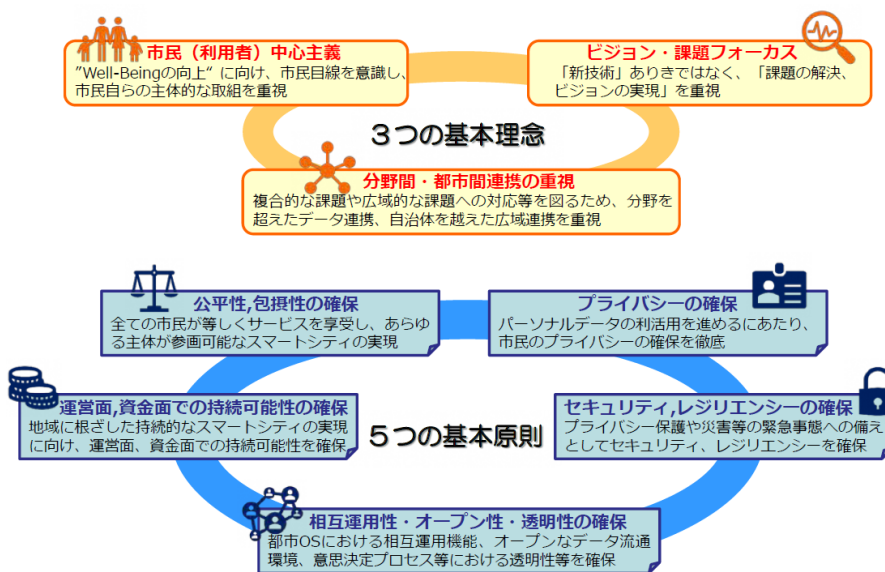 市民（利用者）中心主義
”Well-Beingの向上“ に向け、市民目線を意識し、
市民自らの主体的な取組を重視
ビジョン・課題フォーカス
「新技術」ありきではなく、「課題の解決、
ビジョンの実現」を重視
３つの基本理念
分野間・都市間連携の重視
複合的な課題や広域的な課題への対応等を図るため、分野を
超えたデータ連携、自治体を越えた広域連携を重視
公平性,包摂性の確保
全ての市民が等しくサービスを享受し、あらゆ
る主体が参画可能なスマートシティの実現
プライバシーの確保
パーソナルデータの利活用を進めるにあたり、
市民のプライバシーの確保を徹底
運営面,資金面での持続可能性の確保
地域に根ざした持続的なスマートシティの実現
に向け、運営面、資金面での持続可能性を確保
セキュリティ,レジリエンシーの確保
プライバシー保護や災害等の緊急事態への備え
としてセキュリティ、レジリエンシーを確保
５つの基本原則
相互運用性・オープン性・透明性の確保
都市OSにおける相互運用機能、オープンなデータ流通
環境、意思決定プロセス等における透明性等を確保